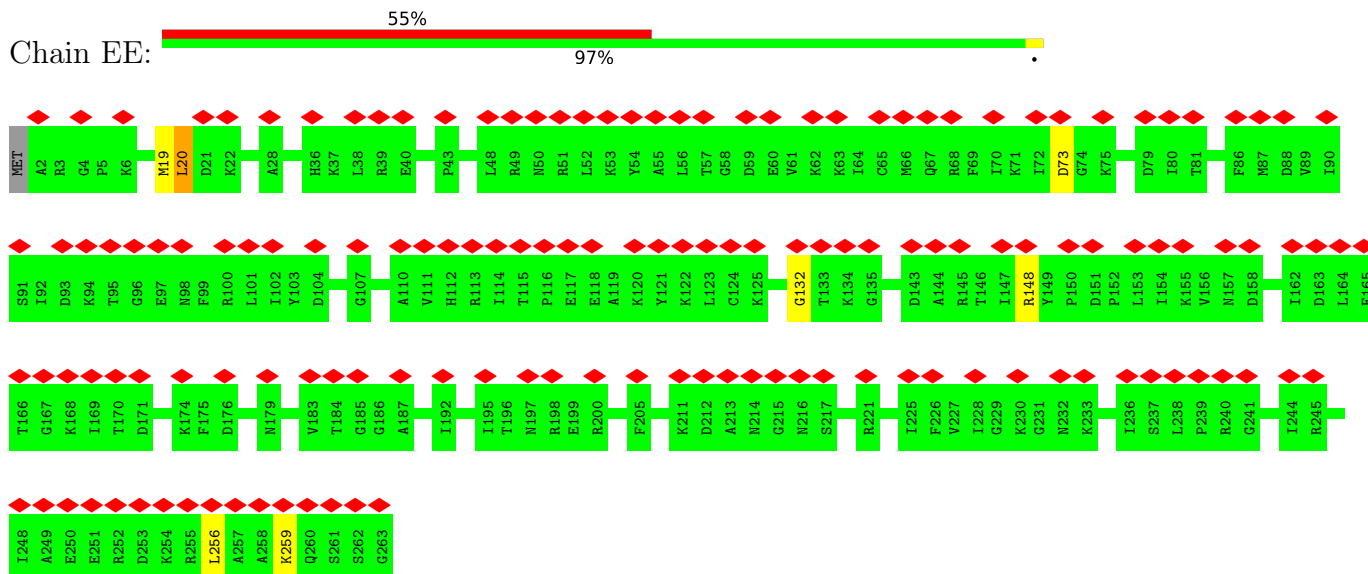 55%
Chain EE:
97%
.
MET A2 R3 G4 P5 K6 M19 L20 D21 K22 A28 H36 K37 L38 R39 E40 P43 L48 R49 N50 R51 L52 K53 Y54 A55 L56 T57 G58 D59 E60 V61 K62 K63 I64 C65 M66 Q67 R68 F69 I70 K71 I72 D73 G74 K75 D79 I80 T81 F86 M87 D88 V89 I90
S91 I92 D93 K94 T95 G96 E97 N98 F99 R100 L101 I102 Y103 D104 G107 A110 V111 H112 R113 I114 T115 P116 E117 E118 A119 K120 Y121 K122 L123 C124 K125 G132 T133 K134 G135 D143 A144 R145 T146 I147 R148 Y149 P150 D151 P152 L153 I154 K155 V156 N157 D158 I162 D163 L164 E165
T166 G167 K168 I169 T170 D171 K174 F175 D176 N179 V183 T184 G185 G186 A187 I192 I195 T196 N197 R198 E199 R200 F205 K211 D212 A213 N214 G215 N216 S217 R221 I225 F226 V227 I228 G229 K230 G231 N232 K233 I236 S237 L238 P239 R240 G241 I244 R245
I248 A249 E250 E251 R252 D253 K254 R255 L256 A257 A258 K259 Q260 S261 S262 G263